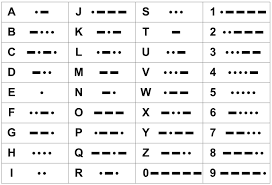 A •– J •––– S ••• 1 •––––
B –••• K –•– T – 2 ••–––
C –•–• L •–•• U ••– 3 •••––
D –•• M –– V •••– 4 ••••–
E • N –• W •–– 5 •••••
F ••–• O ––– X –••– 6 –••••
G ––• P •––• Y –•–– 7 ––•••
H •••• Q ––•– Z ––•• 8 –––••
I •• R •–• 0 ––––– 9 ––––•